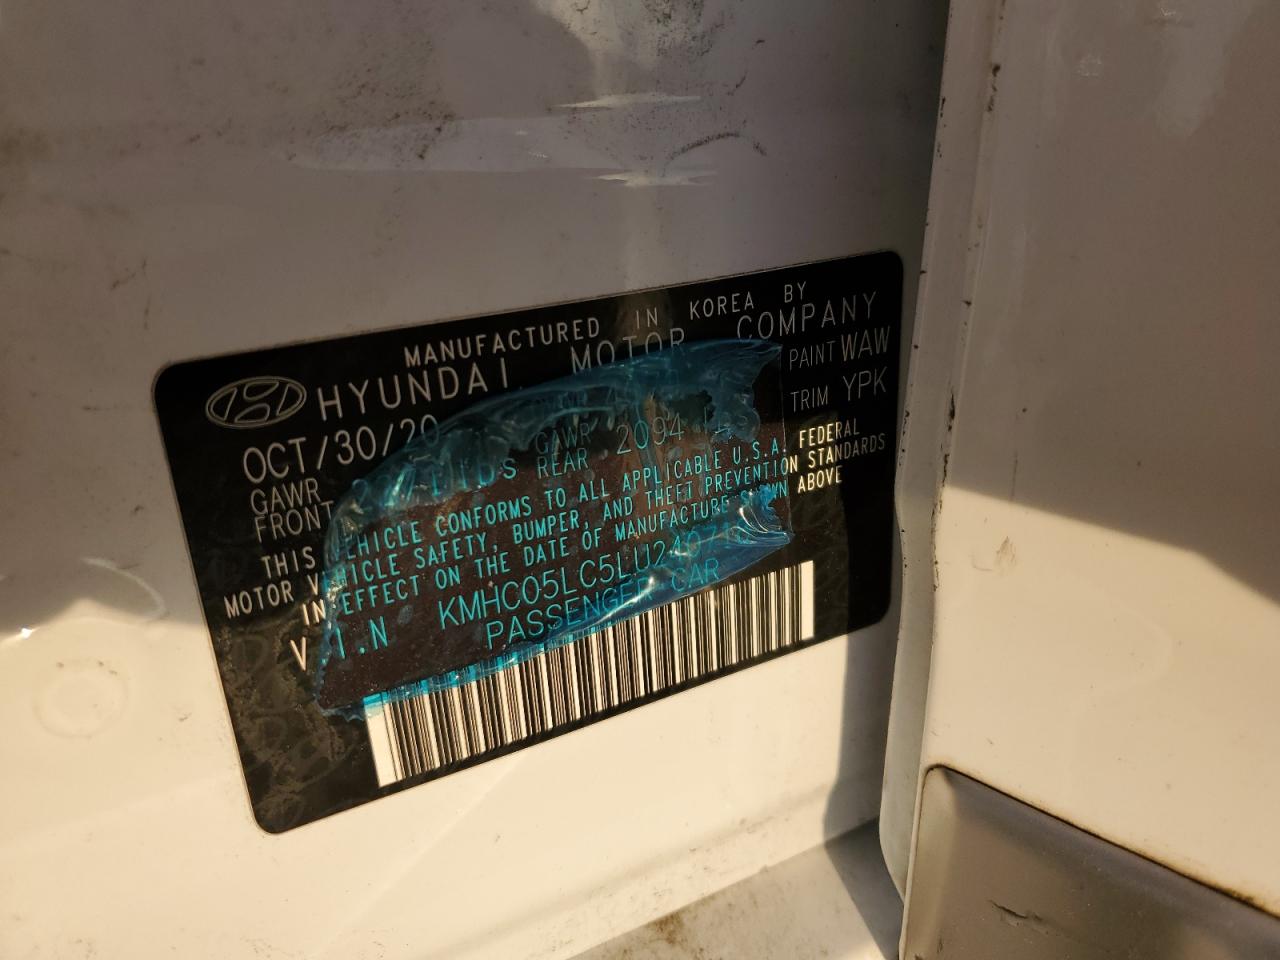 MANUFACTURED IN KOREA BY
HYUNDAI MOTOR COMPANY
OCT/30/20 PAINT WAW
GAWR FRONT GAWR REAR 2094 TRIM YPK
THIS VEHICLE CONFORMS TO ALL APPLICABLE U.S.A. FEDERAL
MOTOR VEHICLE SAFETY, BUMPER, AND THEFT PREVENTION STANDARDS
IN EFFECT ON THE DATE OF MANUFACTURE SHOWN ABOVE
V.I.N
PASSENGER CAR